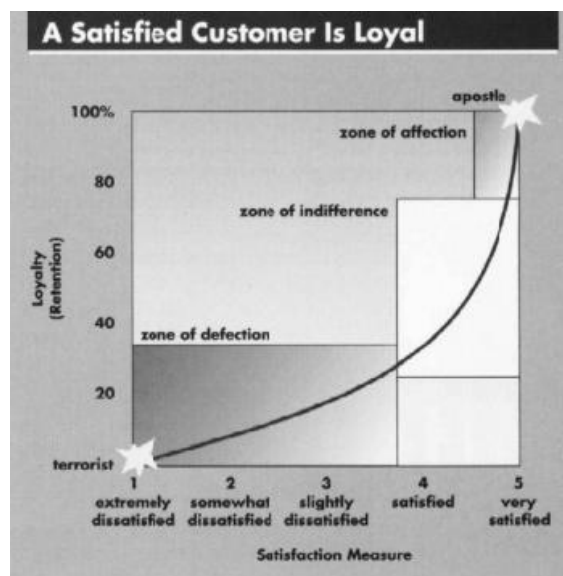 A Satisfied Customer Is Loyal
apostle
100%
zone of affection
80
zone of indifference
60
Loyalty
(Retention)
40
zone of defection
20
terrorist
1 2 3 4 5
extremely somewhat slightly satisfied very
dissatisfied dissatisfied dissatisfied satisfied
Satisfaction Measure